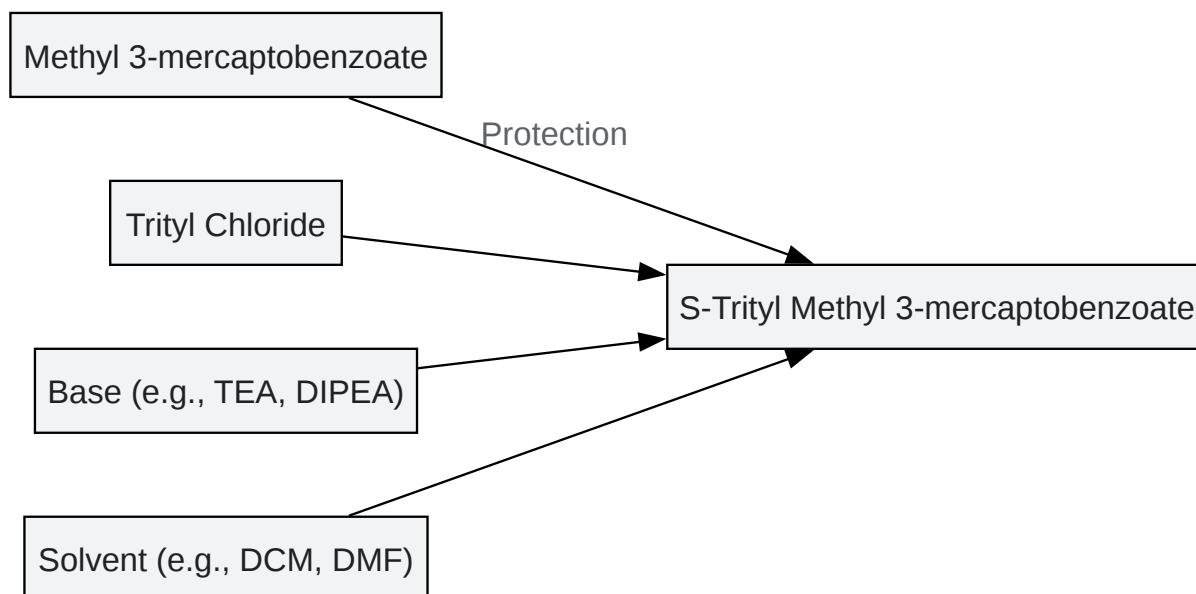 Methyl 3-mercaptobenzoate
Protection
Trityl Chloride
S-Trityl Methyl 3-mercaptobenzoate
Base (e.g., TEA, DIPEA)
Solvent (e.g., DCM, DMF)